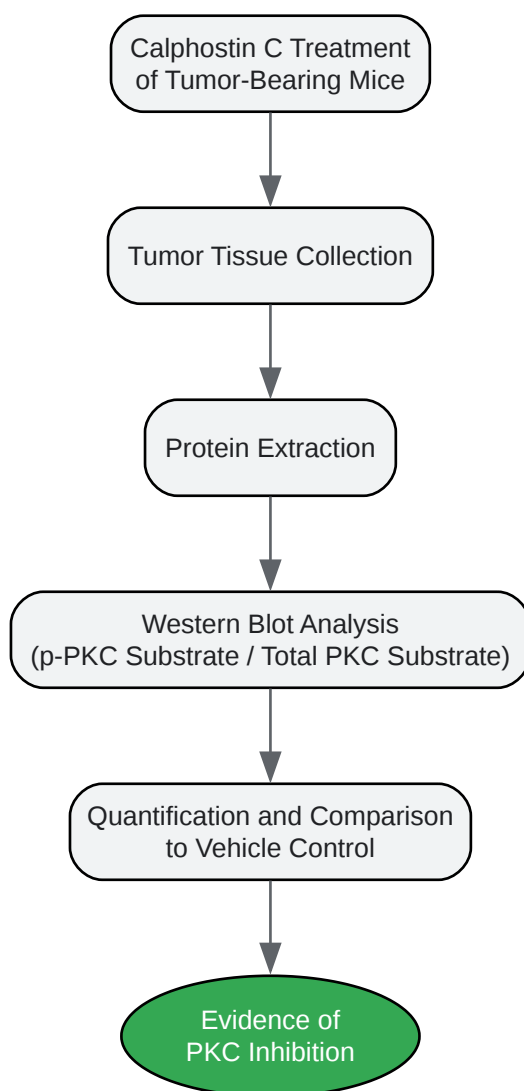 Calphostin C Treatment
of Tumor-Bearing Mice
Tumor Tissue Collection
Protein Extraction
Western Blot Analysis
(p-PKC Substrate / Total PKC Substrate)
Quantification and Comparison
to Vehicle Control
Evidence of
PKC Inhibition